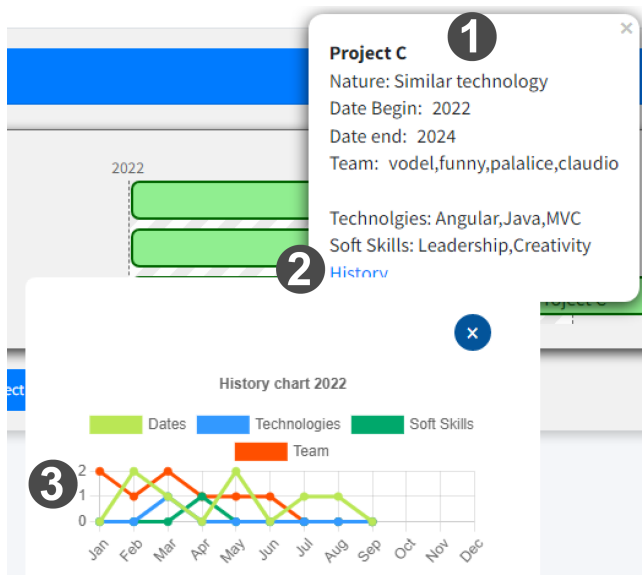 1
×
Project C
Nature: Similar technology
Date Begin: 2022
Date end: 2024
Team: vodel,funny,palalice,claudio
2022
Technolgies: Angular,Java,MVC
Soft Skills: Leadership,Creativity
2
History
Project C
×
ect
History chart 2022
Dates
Technologies
Soft Skills
Team
3
2
1
0
Jan
Feb
Mar
Apr
May
Jun
Jul
Aug
Sep
Oct
Nov
Dec